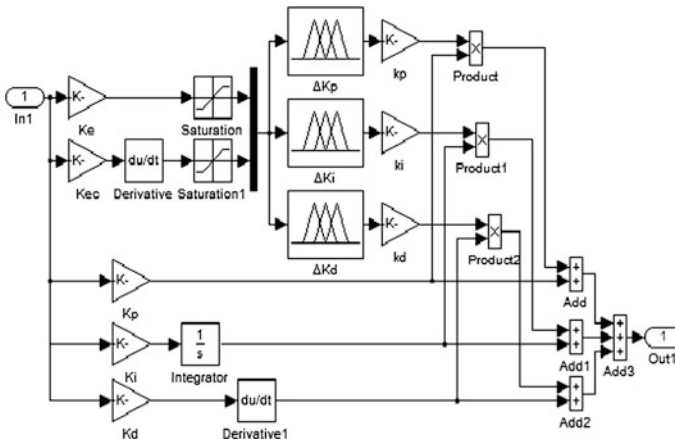 K-
kp
ΔKp
X
Product
1
In1
K-
Ke
Saturation
K-
Kec
du/dt
Derivative
Saturation1
ΔKi
K-
ki
X
Product1
ΔKd
K-
kd
X
Product2
K-
Kp
+
+
Add
K-
Ki
1
s
Integrator
+
+
Add1
+
+
+
Add3
1
Out1
K-
Kd
du/dt
Derivative1
+
+
Add2